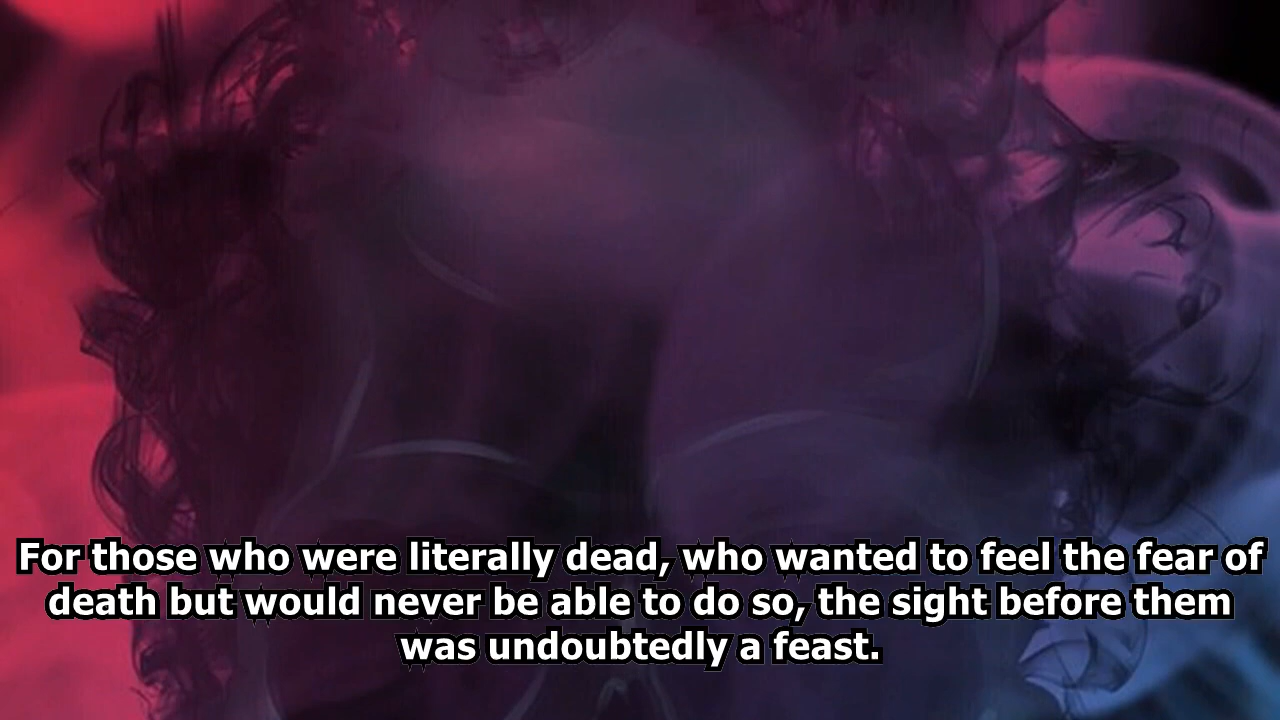 For those who were literally dead, who wanted to feel the fear of
death but would never be able to do so, the sight before them
was undoubtedly a feast.